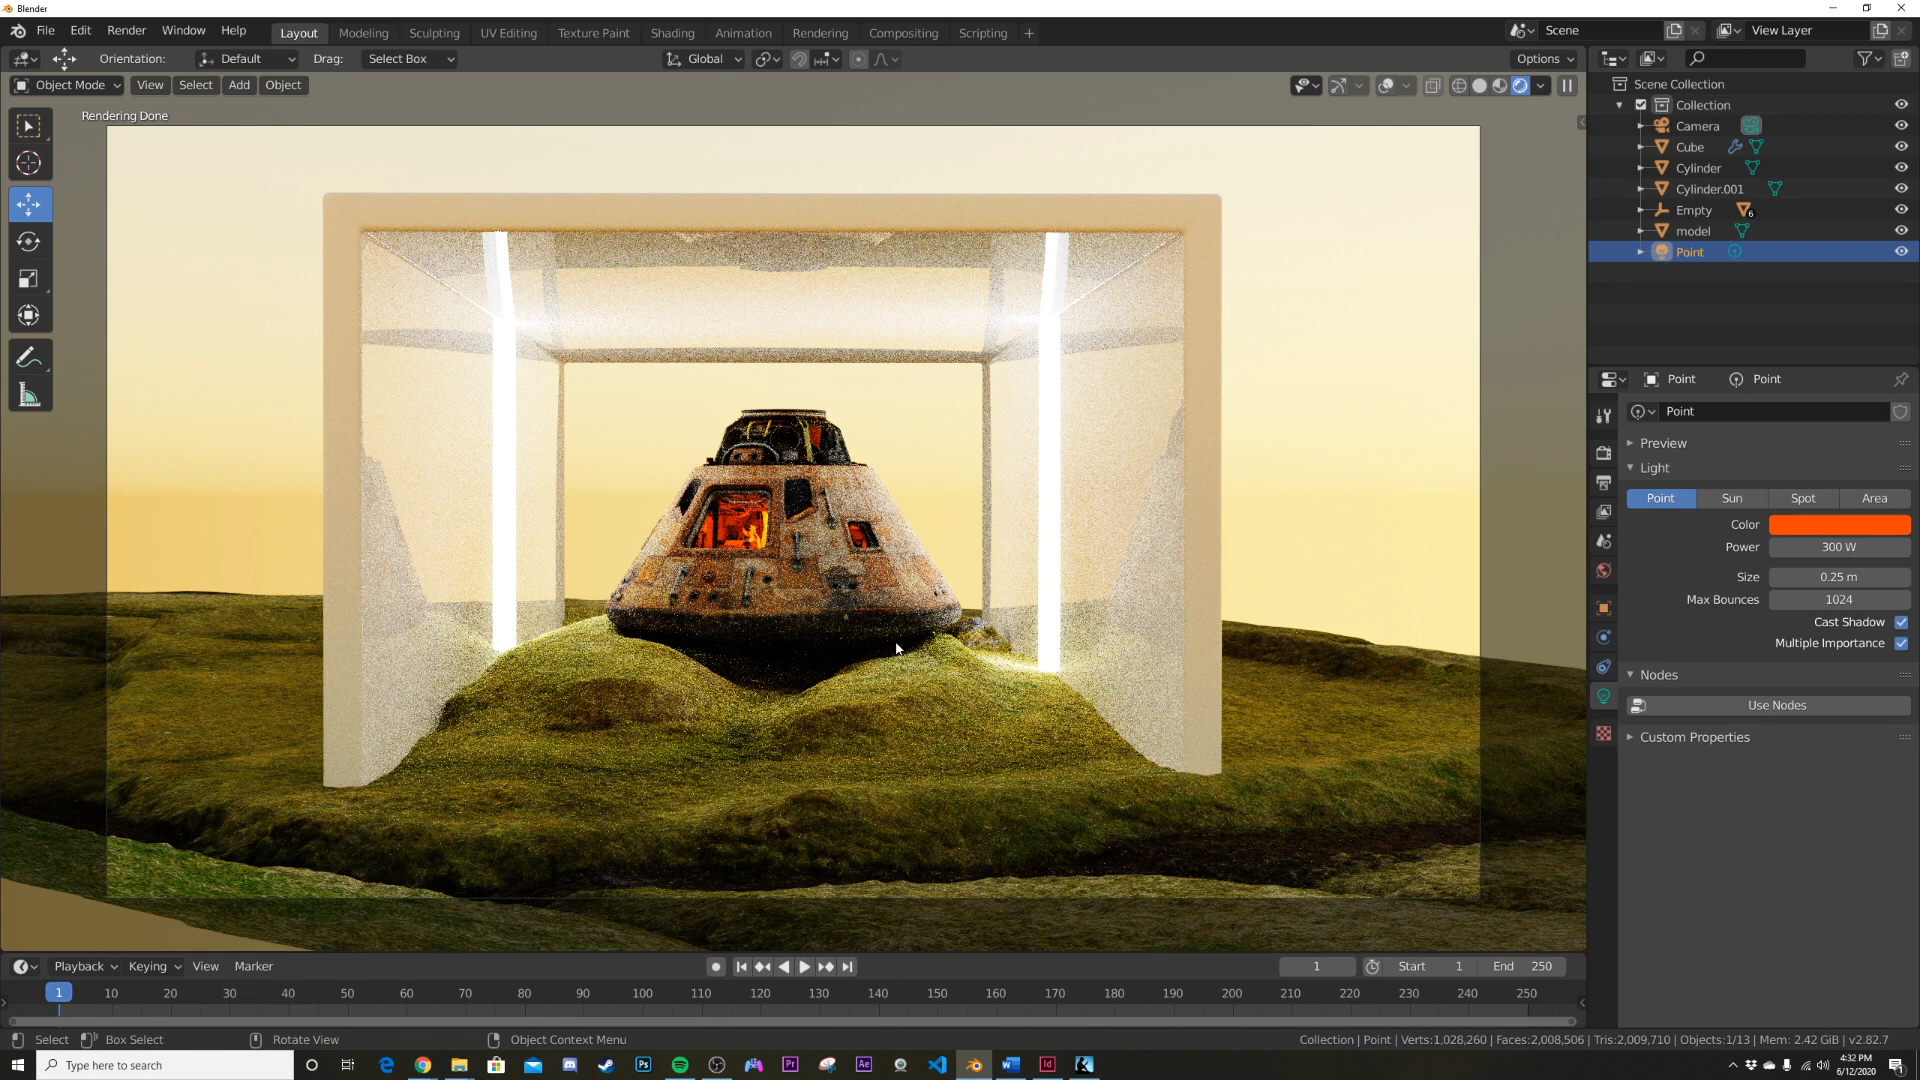 Blender
File Edit Render Window Help Layout Modeling Sculpting UV Editing Texture Paint Shading Animation Rendering Compositing Scripting + Scene View Layer
Orientation: Default Drag: Select Box Global Options
Object Mode View Select Add Object
Rendering Done
Scene Collection
Collection
Camera
Cube
Cylinder
Cylinder.001
Empty 6
model
Point
Point Point
Point
Preview
Light
Point Sun Spot Area
Color
Power 300 W
Size 0.25 m
Max Bounces 1024
Cast Shadow
Multiple Importance
Nodes
Use Nodes
Custom Properties
Playback Keying View Marker 1 Start 1 End 250
1 10 20 30 40 50 60 70 80 90 100 110 120 130 140 150 160 170 180 190 200 210 220 230 240 250
Select Box Select Rotate View Object Context Menu Collection | Point | Verts:1,028,260 | Faces:2,008,506 | Tris:2,009,710 | Objects:1/13 | Mem: 2.42 GiB | v2.82.7
Type here to search Ps Pr Ae Id 4:32 PM
6/12/2020